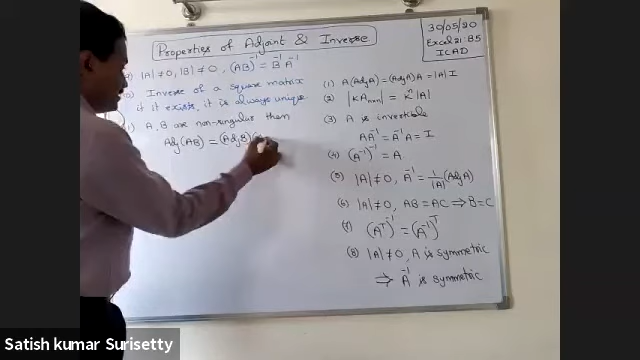 Properties of Adjoint & Inverse
30/05/20
Excel21:B5
ICAD
|A| ≠ 0, |B| ≠ 0, (AB)⁻¹ = B⁻¹ A⁻¹
Inverse of a square matrix
if it exists, it is always unique
1) A, B are non-singular then
Adj(AB) = (AdjB)(
(1) A(AdjA) = (AdjA)A = |A| I
(2) |KAₙₓₙ| = Kⁿ |A|
(3) A is invertible
AA⁻¹ = A⁻¹A = I
(4) (A⁻¹)⁻¹ = A
(5) |A| ≠ 0, A⁻¹ = 1/|A| (AdjA)
(6) |A| ≠ 0, AB = AC ⟹ B = C
(7) (Aᵀ)⁻¹ = (A⁻¹)ᵀ
(8) |A| ≠ 0, A is symmetric
⇒ A⁻¹ is symmetric
Satish kumar Surisetty